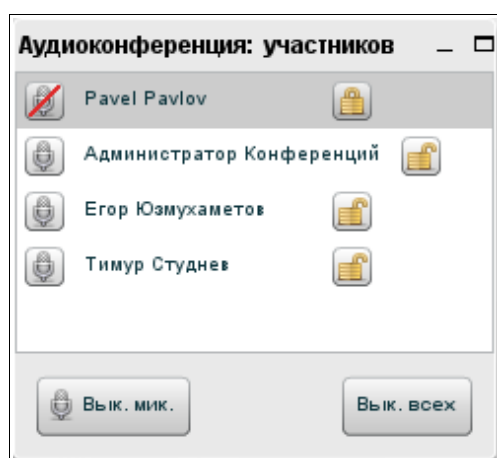 Аудиоконференция: участников
Pavel Pavlov
Администратор Конференций
Егор Юзмухаметов
Тимур Студнев
Вык. мик.
Вык. всех